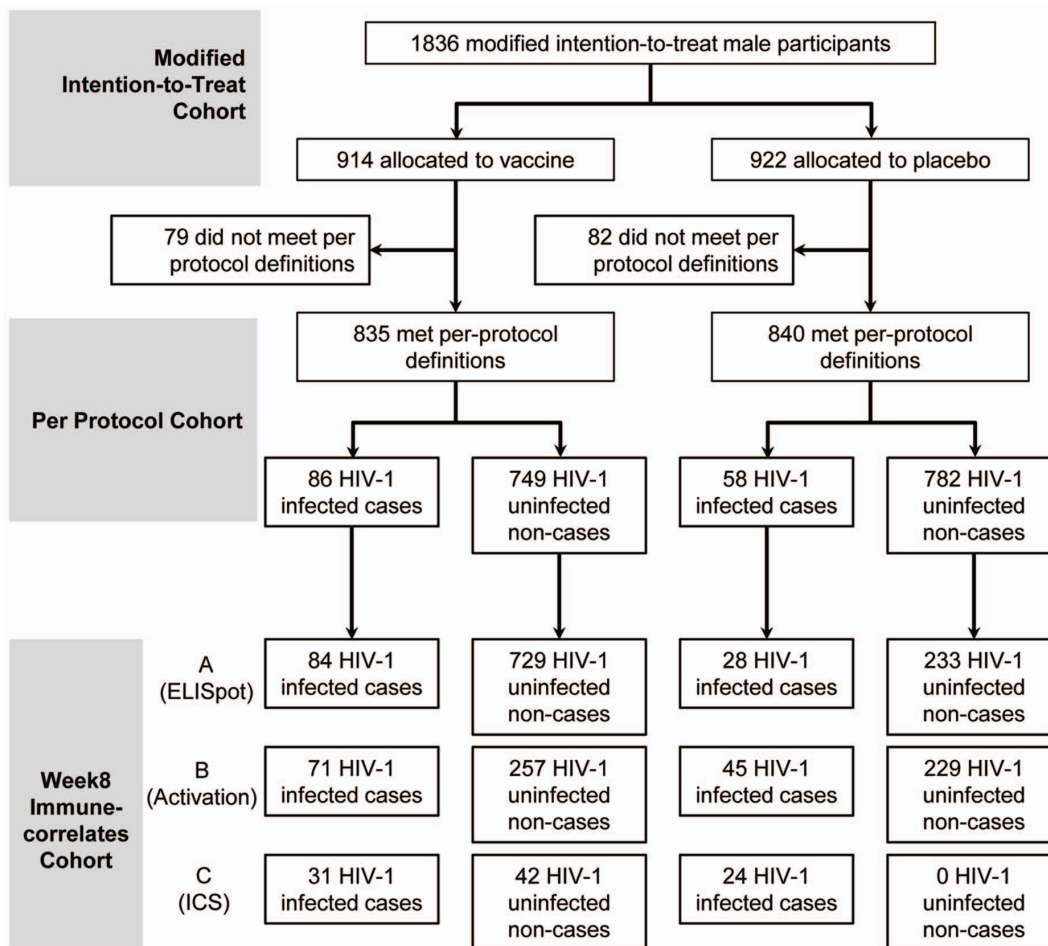 Modified
Intention-to-Treat
Cohort
1836 modified intention-to-treat male participants
914 allocated to vaccine
922 allocated to placebo
79 did not meet per
protocol definitions
82 did not meet per
protocol definitions
Per Protocol Cohort
835 met per-protocol
definitions
840 met per-protocol
definitions
86 HIV-1
infected cases
749 HIV-1
uninfected
non-cases
58 HIV-1
infected cases
782 HIV-1
uninfected
non-cases
Week8
Immune-
correlates
Cohort
A
(ELISpot)
84 HIV-1
infected cases
729 HIV-1
uninfected
non-cases
28 HIV-1
infected cases
233 HIV-1
uninfected
non-cases
B
(Activation)
71 HIV-1
infected cases
257 HIV-1
uninfected
non-cases
45 HIV-1
infected cases
229 HIV-1
uninfected
non-cases
C
(ICS)
31 HIV-1
infected cases
42 HIV-1
uninfected
non-cases
24 HIV-1
infected cases
0 HIV-1
uninfected
non-cases